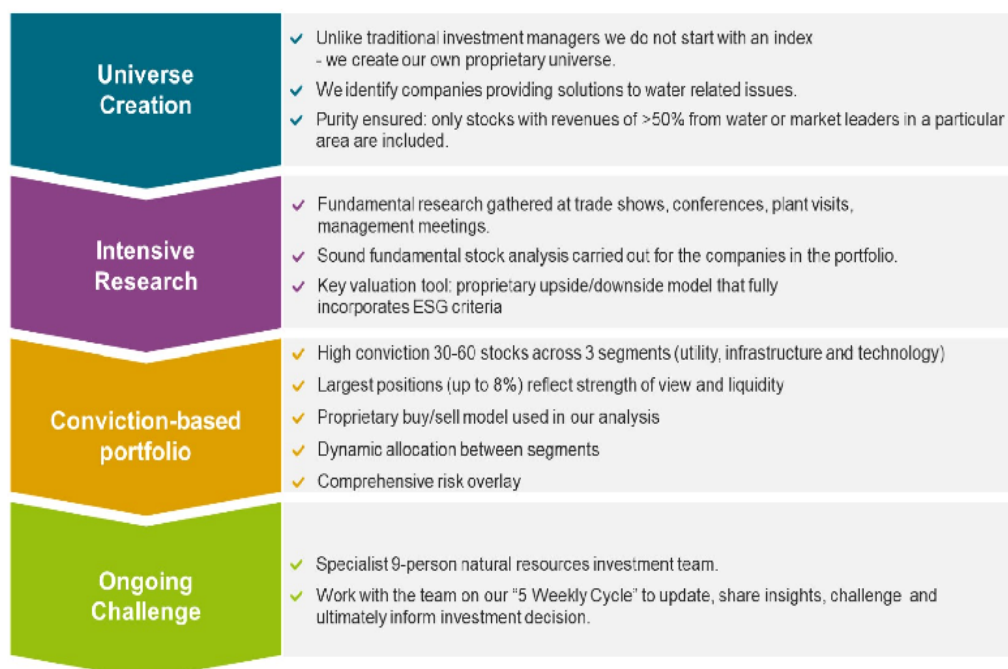 Universe
Creation
Unlike traditional investment managers we do not start with an index
- we create our own proprietary universe.
We identify companies providing solutions to water related issues.
Purity ensured: only stocks with revenues of >50% from water or market leaders in a particular
area are included.
Intensive
Research
Fundamental research gathered at trade shows, conferences, plant visits,
management meetings.
Sound fundamental stock analysis carried out for the companies in the portfolio.
Key valuation tool: proprietary upside/downside model that fully
incorporates ESG criteria
Conviction-based
portfolio
High conviction 30-60 stocks across 3 segments (utility, infrastructure and technology)
Largest positions (up to 8%) reflect strength of view and liquidity
Proprietary buy/sell model used in our analysis
Dynamic allocation between segments
Comprehensive risk overlay
Ongoing
Challenge
Specialist 9-person natural resources investment team.
Work with the team on our “5 Weekly Cycle” to update, share insights, challenge and
ultimately inform investment decision.